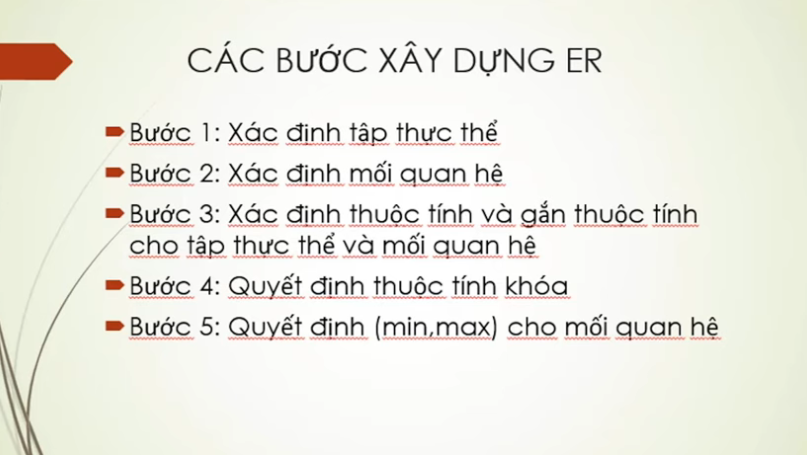 CÁC BƯỚC XÂY DỰNG ER
Bước 1: Xác định tập thực thể
Bước 2: Xác định mối quan hệ
Bước 3: Xác định thuộc tính và gắn thuộc tính
cho tập thực thể và mối quan hệ
Bước 4: Quyết định thuộc tính khóa
Bước 5: Quyết định (min,max) cho mối quan hệ